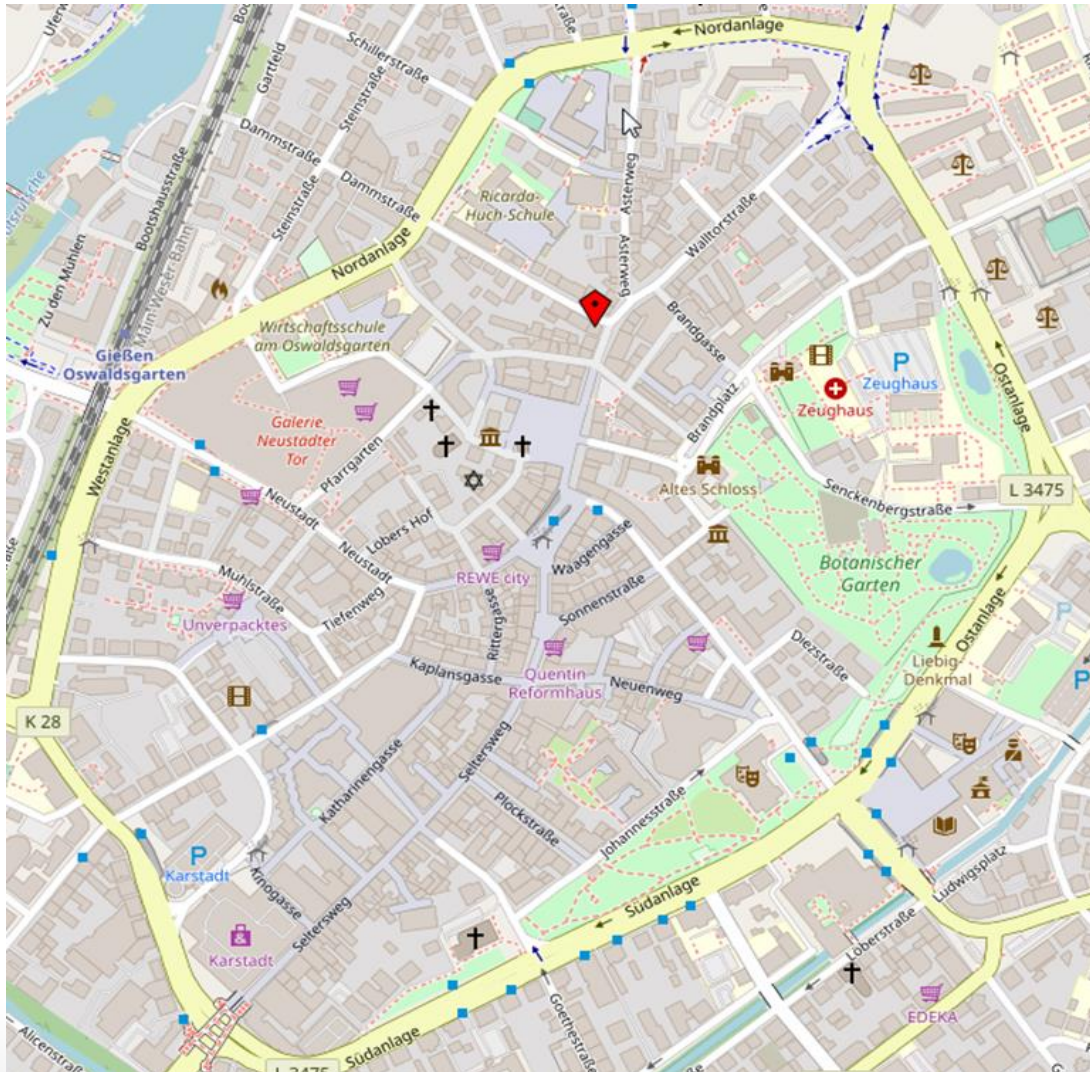 Uferw
Schillerstraße
Nordanlage
Gartfeld
Steinstraße
Dammstraße
Bootshausstraße
Main-Weser Bahn
Zu den Mühlen
Steinstraße
Dammstraße
Ricarda-
Huch-Schule
Asterweg
Asterweg
Walltorstraße
Nordanlage
Wirtschaftsschule
am Oswaldsgarten
Brandgasse
Gießen
Oswaldsgarten
Zeughaus
Zeughaus
Ostanlage
Brandplatz
Galerie
Neustädter
Tor
Westanlage
Pfarrgarten
Altes Schloss
L 3475
Senckenbergstraße
Neustadt
Löbers Hof
Neustadt
REWE city
Waagengasse
Botanischer
Garten
Mühlstraße
Unverpacktes
Tiefenweg
Rittergasse
Sonnenstraße
Diezstraße
Ostanlage
Liebig-
Denkmal
Kaplansgasse
Quentin
Reformhaus
Neuenweg
K 28
Katharinengasse
Seltersweg
Plockstraße
Johannesstraße
Karstadt
Kinogasse
Seltersweg
Karstadt
Südanlage
Ludwigsplatz
Löberstraße
Goethestraße
EDEKA
Südanlage
Alicenstraß
L 3475